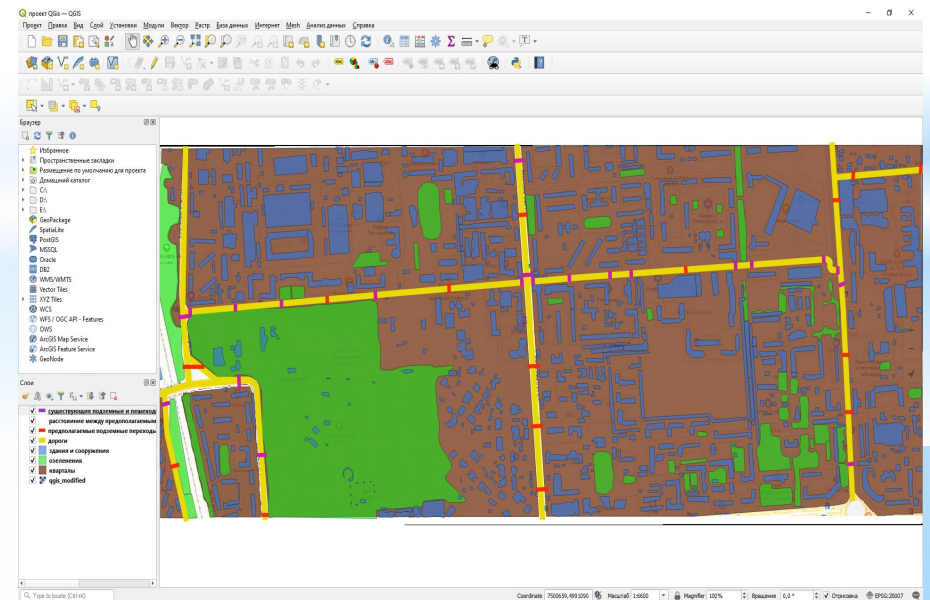 проект QGis — QGIS
Проект Правка Вид Слой Установки Модули Вектор Растр База данных Интернет Mesh Анализ данных Справка
Браузер
Избранное
Пространственные закладки
Размещение по умолчанию для проекта
Домашний каталог
C:\
D:\
E:\
GeoPackage
SpatiaLite
PostGIS
MSSQL
Oracle
DB2
WMS/WMTS
Vector Tiles
XYZ Tiles
WCS
WFS / OGC API - Features
OWS
ArcGIS Map Service
ArcGIS Feature Service
GeoNode
Слои
существующие подземные и пешеход
расстояние между предополагаемым
предполагаемые подземные переходы
дороги
здания и сооружения
озеленения
кварталы
qgis_modified
Type to locate (Ctrl+K)
Coordinate 7500659,4991090 Масштаб 1:6600 Magnifier 100% Вращение 0,0 ° Отрисовка EPSG:20007